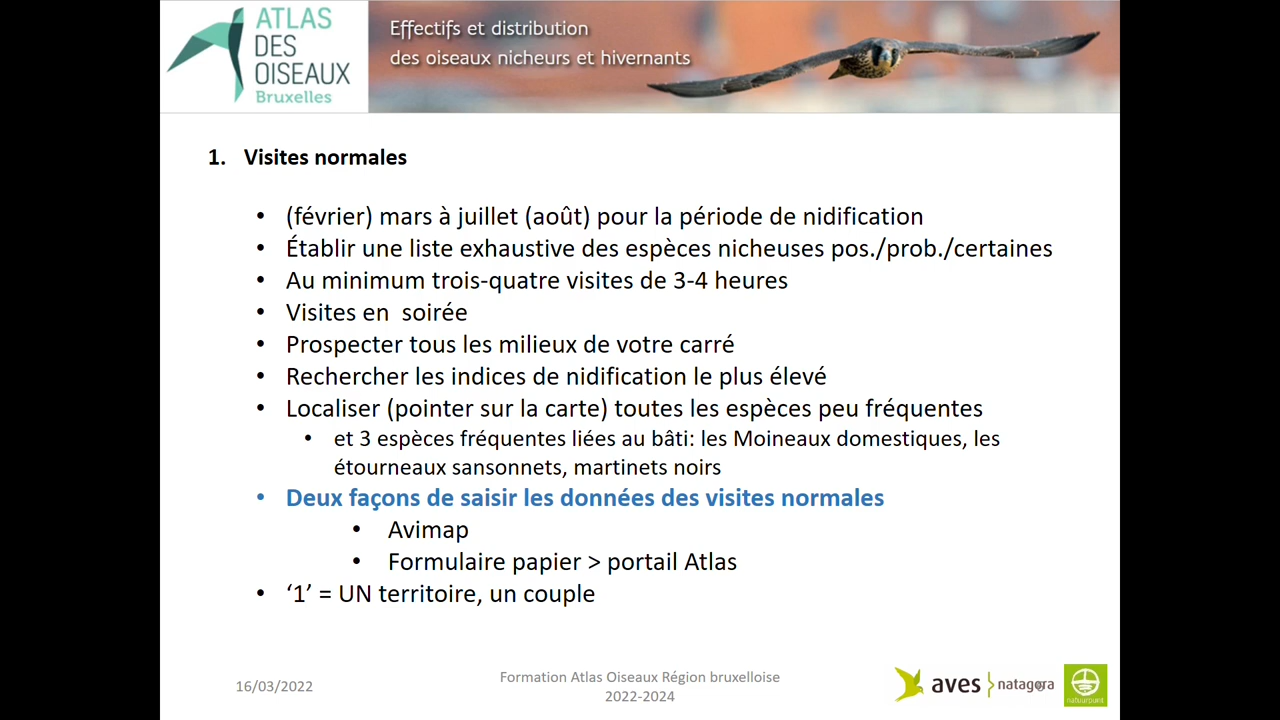 ATLAS
DES
OISEAUX
Bruxelles
Effectifs et distribution
des oiseaux nicheurs et hivernants
1. Visites normales
• (février) mars à juillet (août) pour la période de nidification
• Établir une liste exhaustive des espèces nicheuses pos./prob./certaines
• Au minimum trois-quatre visites de 3-4 heures
• Visites en  soirée
• Prospecter tous les milieux de votre carré
• Rechercher les indices de nidification le plus élevé
• Localiser (pointer sur la carte) toutes les espèces peu fréquentes
• et 3 espèces fréquentes liées au bâti: les Moineaux domestiques, les
étourneaux sansonnets, martinets noirs
• Deux façons de saisir les données des visites normales
• Avimap
• Formulaire papier > portail Atlas
• ‘1’ = UN territoire, un couple
16/03/2022
Formation Atlas Oiseaux Région bruxelloise
2022-2024
aves natagora
natuurpunt